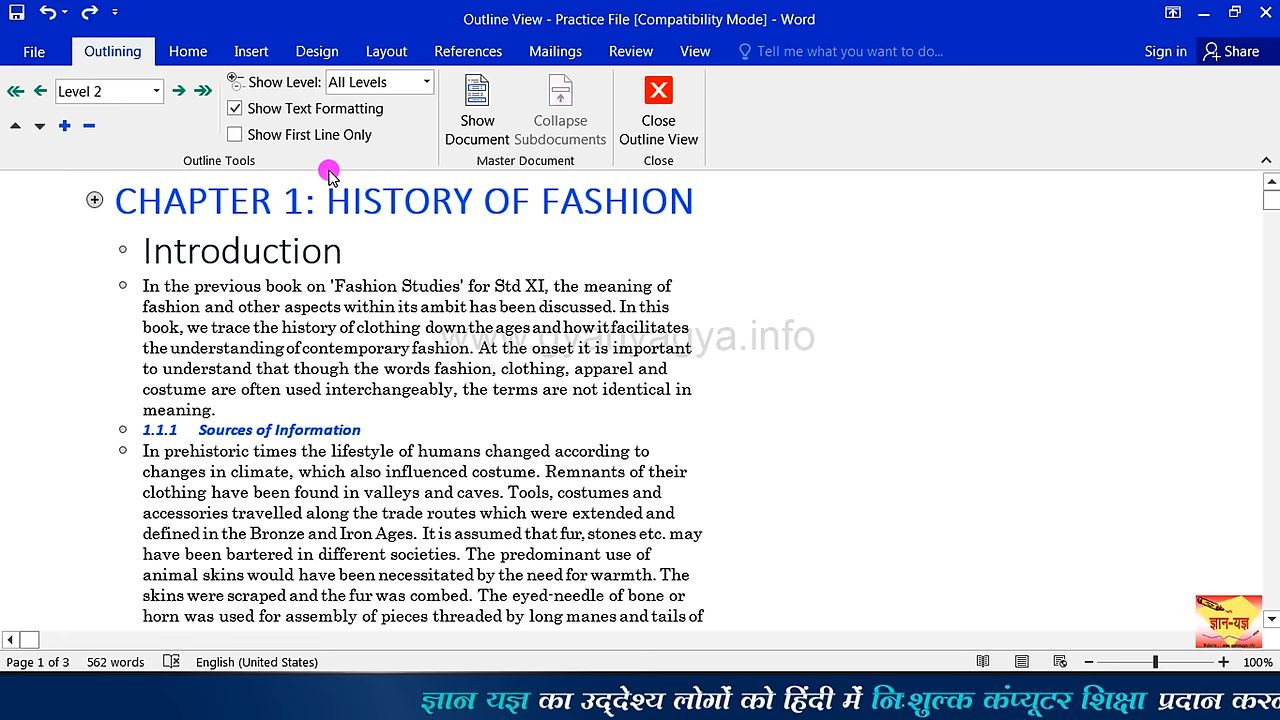 Outline View - Practice File [Compatibility Mode] - Word
File Outlining Home Insert Design Layout References Mailings Review View Tell me what you want to do... Sign in Share
Level 2
Show Level: All Levels
Show Text Formatting
Show First Line Only
Outline Tools
Show Document
Collapse Subdocuments
Master Document
Close Outline View
Close
CHAPTER 1: HISTORY OF FASHION
Introduction
In the previous book on 'Fashion Studies' for Std XI, the meaning of
fashion and other aspects within its ambit has been discussed. In this
book, we trace the history of clothing down the ages and how it facilitates
the understanding of contemporary fashion. At the onset it is important
to understand that though the words fashion, clothing, apparel and
costume are often used interchangeably, the terms are not identical in
meaning.
www.gyanyagya.info
1.1.1 Sources of Information
In prehistoric times the lifestyle of humans changed according to
changes in climate, which also influenced costume. Remnants of their
clothing have been found in valleys and caves. Tools, costumes and
accessories travelled along the trade routes which were extended and
defined in the Bronze and Iron Ages. It is assumed that fur, stones etc. may
have been bartered in different societies. The predominant use of
animal skins would have been necessitated by the need for warmth. The
skins were scraped and the fur was combed. The eyed-needle of bone or
horn was used for assembly of pieces threaded by long manes and tails of
ज्ञान-यज्ञ
Page 1 of 3 562 words English (United States) 100%
ज्ञान यज्ञ का उद्देश्य लोगों को हिंदी में निःशुल्क कंप्यूटर शिक्षा प्रदान कर